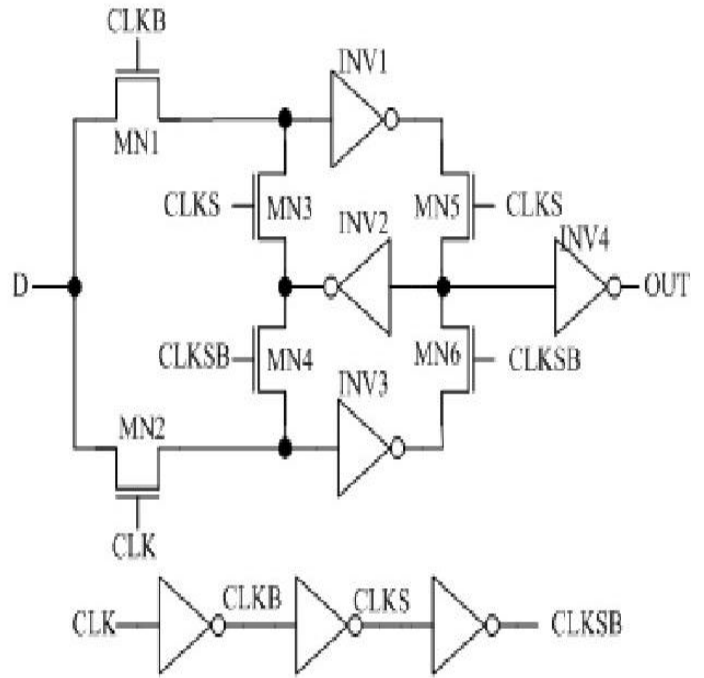 CLKB
INV1
MN1
CLKS MN3 MN5 CLKS
INV2 INV4
D OUT
CLKSB MN4 MN6 CLKSB
INV3
MN2
CLK
CLK CLKB CLKS CLKSB